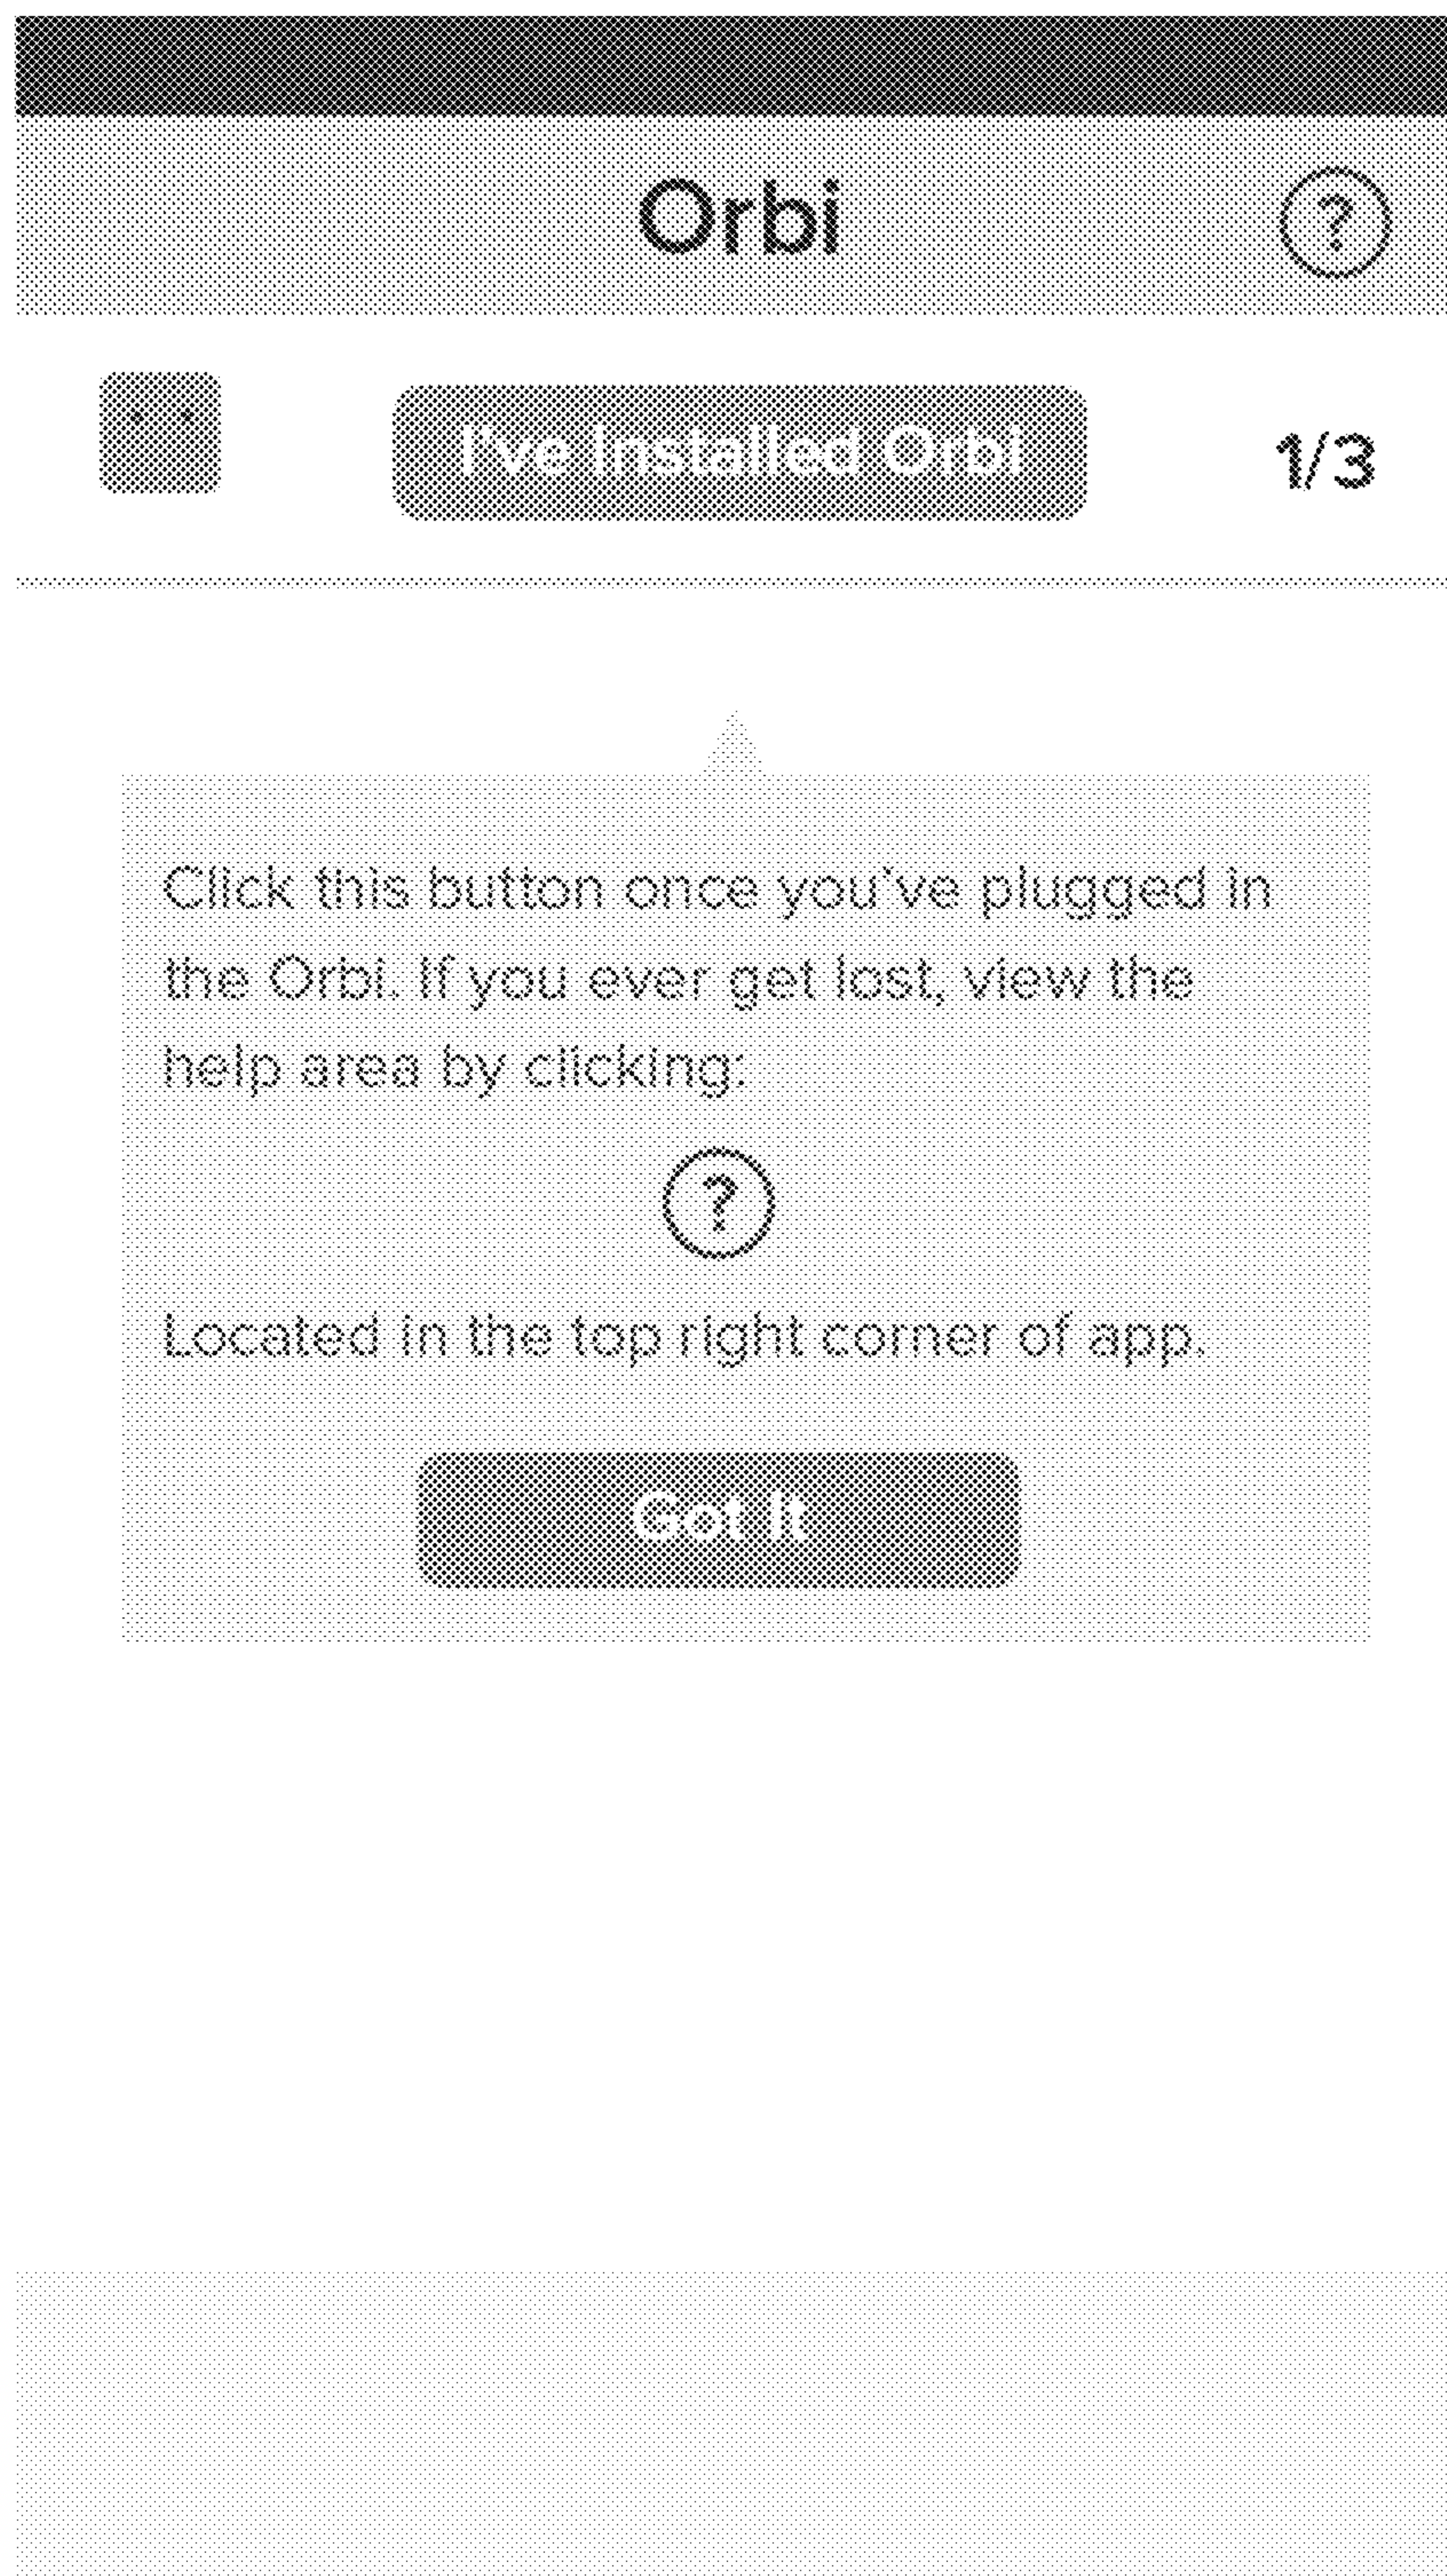 Orbi
?
I've Installed Orbi
1/3
Click this button once you've plugged in
the Orbi. If you ever get lost, view the
help area by clicking:
?
Located in the top right corner of app.
Got It